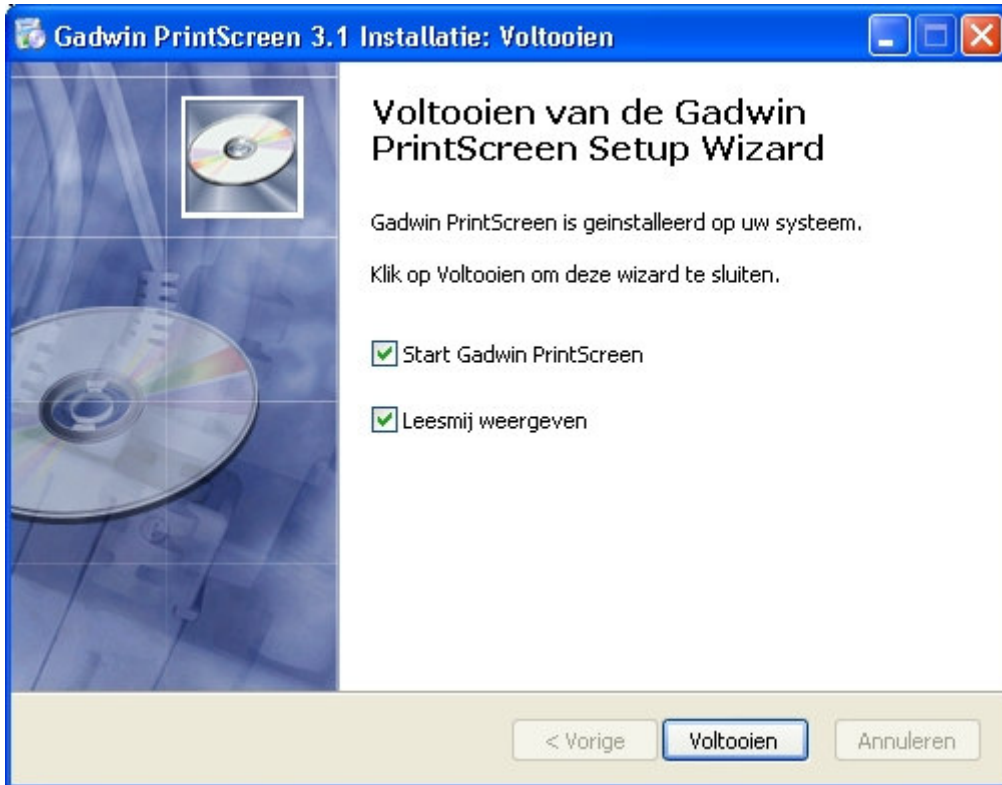 Gadwin PrintScreen 3.1 Installatie: Voltooien
Voltooien van de Gadwin
PrintScreen Setup Wizard
Gadwin PrintScreen is geinstalleerd op uw systeem.
Klik op Voltooien om deze wizard te sluiten.
Start Gadwin PrintScreen
Leesmij weergeven
< Vorige
Voltooien
Annuleren